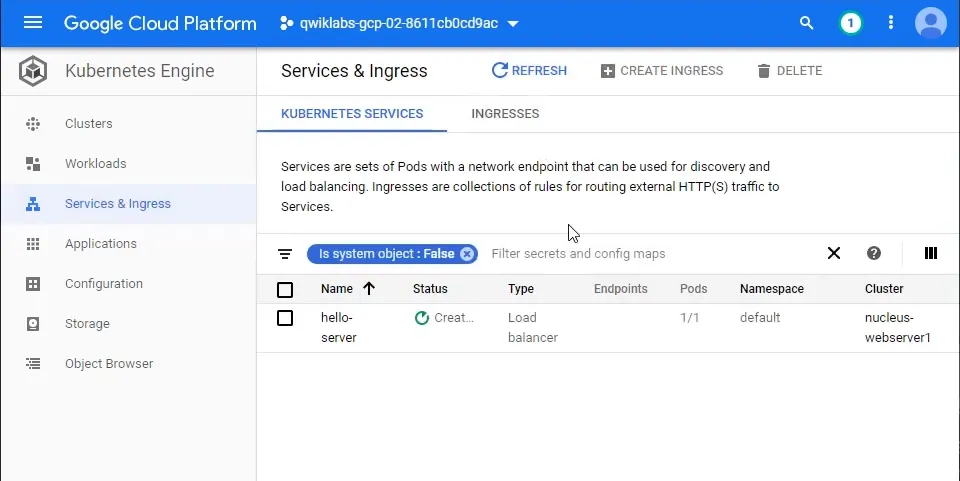 Google Cloud Platform
qwiklabs-gcp-02-8611cb0cd9ac
1
Kubernetes Engine
Services & Ingress
REFRESH
CREATE INGRESS
DELETE
Clusters
Workloads
Services & Ingress
Applications
Configuration
Storage
Object Browser
KUBERNETES SERVICES
INGRESSES
Services are sets of Pods with a network endpoint that can be used for discovery and
load balancing. Ingresses are collections of rules for routing external HTTP(S) traffic to
Services.
Is system object : False
Filter secrets and config maps
Name Status Type Endpoints Pods Namespace Cluster
hello- Creat... Load 1/1 default nucleus-
server balancer webserver1